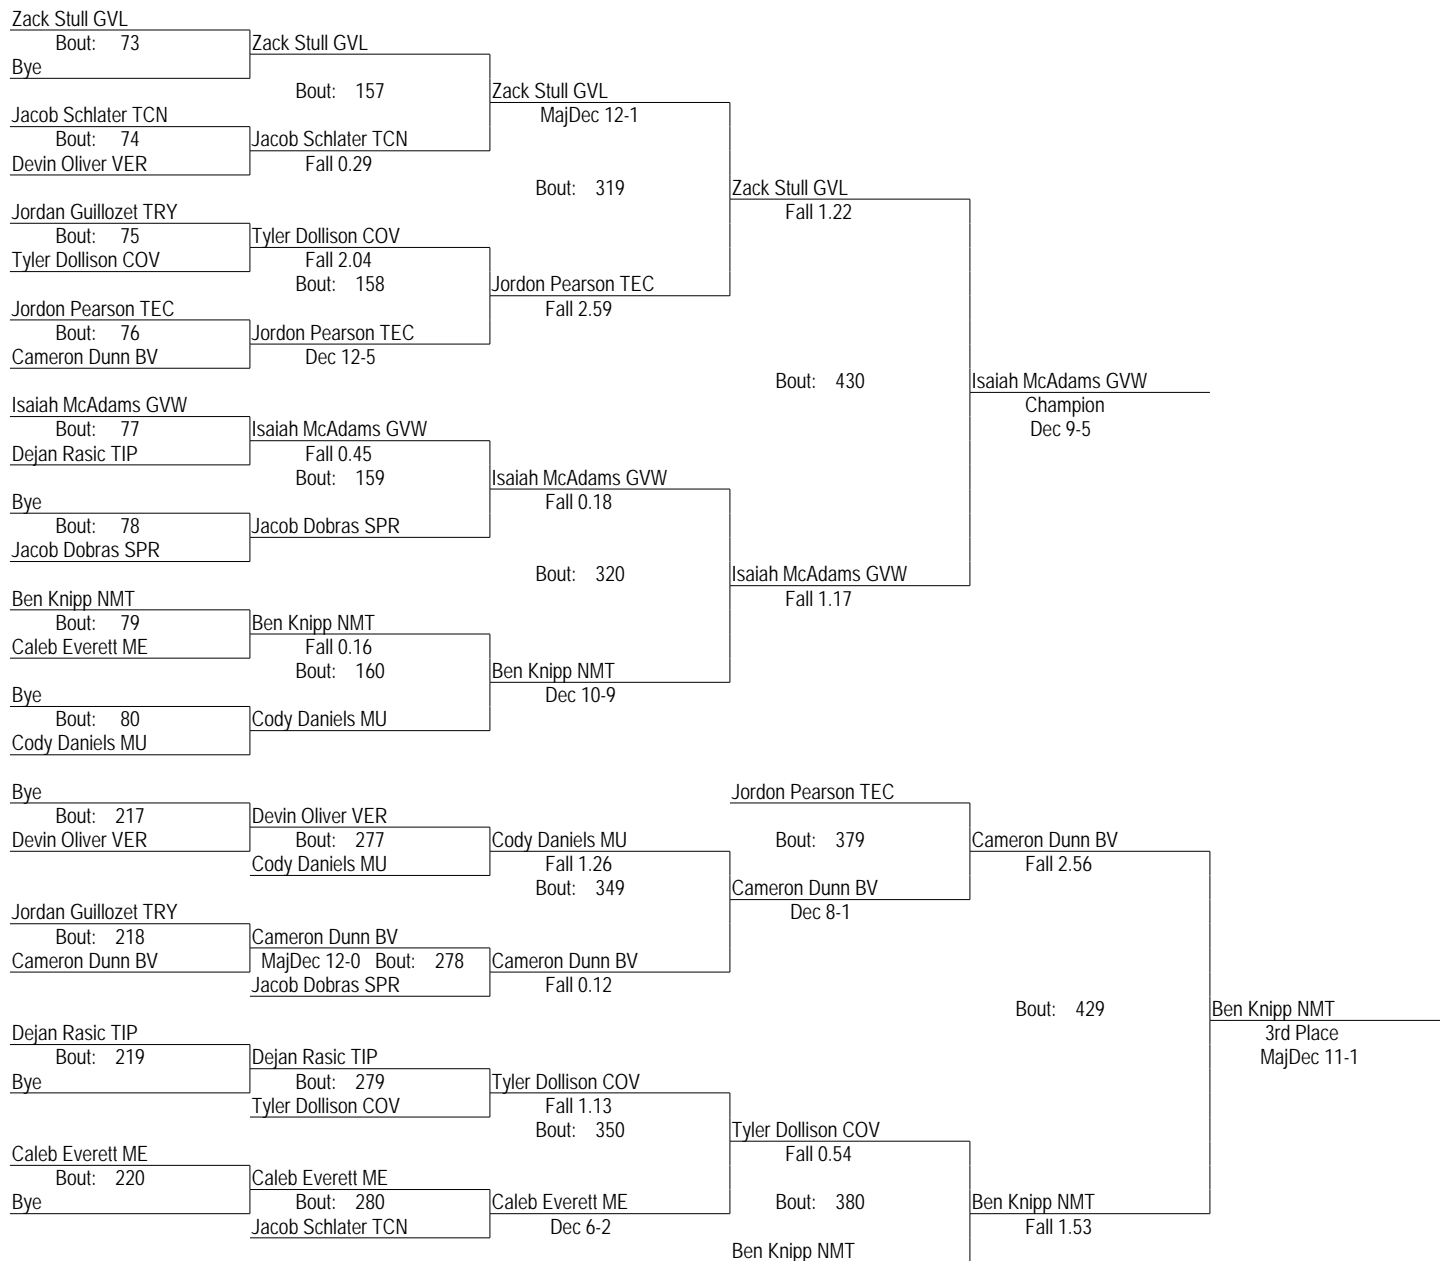 Zack Stull GVL
Bout: 73
Zack Stull GVL
Bye
Bout: 157
Zack Stull GVL
Jacob Schlater TCN
MajDec 12-1
Bout: 74
Jacob Schlater TCN
Devin Oliver VER
Fall 0.29
Bout: 319
Zack Stull GVL
Jordan Guillozet TRY
Fall 1.22
Bout: 75
Tyler Dollison COV
Tyler Dollison COV
Fall 2.04
Bout: 158
Jordon Pearson TEC
Jordon Pearson TEC
Fall 2.59
Bout: 76
Jordon Pearson TEC
Cameron Dunn BV
Dec 12-5
Bout: 430
Isaiah McAdams GVW
Isaiah McAdams GVW
Champion
Bout: 77
Isaiah McAdams GVW
Dec 9-5
Dejan Rasic TIP
Fall 0.45
Bout: 159
Isaiah McAdams GVW
Bye
Fall 0.18
Bout: 78
Jacob Dobras SPR
Jacob Dobras SPR
Bout: 320
Isaiah McAdams GVW
Ben Knipp NMT
Fall 1.17
Bout: 79
Ben Knipp NMT
Caleb Everett ME
Fall 0.16
Bout: 160
Ben Knipp NMT
Bye
Dec 10-9
Bout: 80
Cody Daniels MU
Cody Daniels MU
Bye
Jordon Pearson TEC
Bout: 217
Devin Oliver VER
Devin Oliver VER
Bout: 277
Cody Daniels MU
Bout: 379
Cameron Dunn BV
Cody Daniels MU
Fall 1.26
Fall 2.56
Bout: 349
Cameron Dunn BV
Jordan Guillozet TRY
Dec 8-1
Bout: 218
Cameron Dunn BV
Cameron Dunn BV
MajDec 12-0 Bout: 278
Cameron Dunn BV
Jacob Dobras SPR
Fall 0.12
Bout: 429
Ben Knipp NMT
Dejan Rasic TIP
3rd Place
Bout: 219
Dejan Rasic TIP
MajDec 11-1
Bye
Bout: 279
Tyler Dollison COV
Tyler Dollison COV
Fall 1.13
Bout: 350
Tyler Dollison COV
Caleb Everett ME
Fall 0.54
Bout: 220
Caleb Everett ME
Bye
Bout: 280
Caleb Everett ME
Bout: 380
Ben Knipp NMT
Jacob Schlater TCN
Dec 6-2
Fall 1.53
Ben Knipp NMT